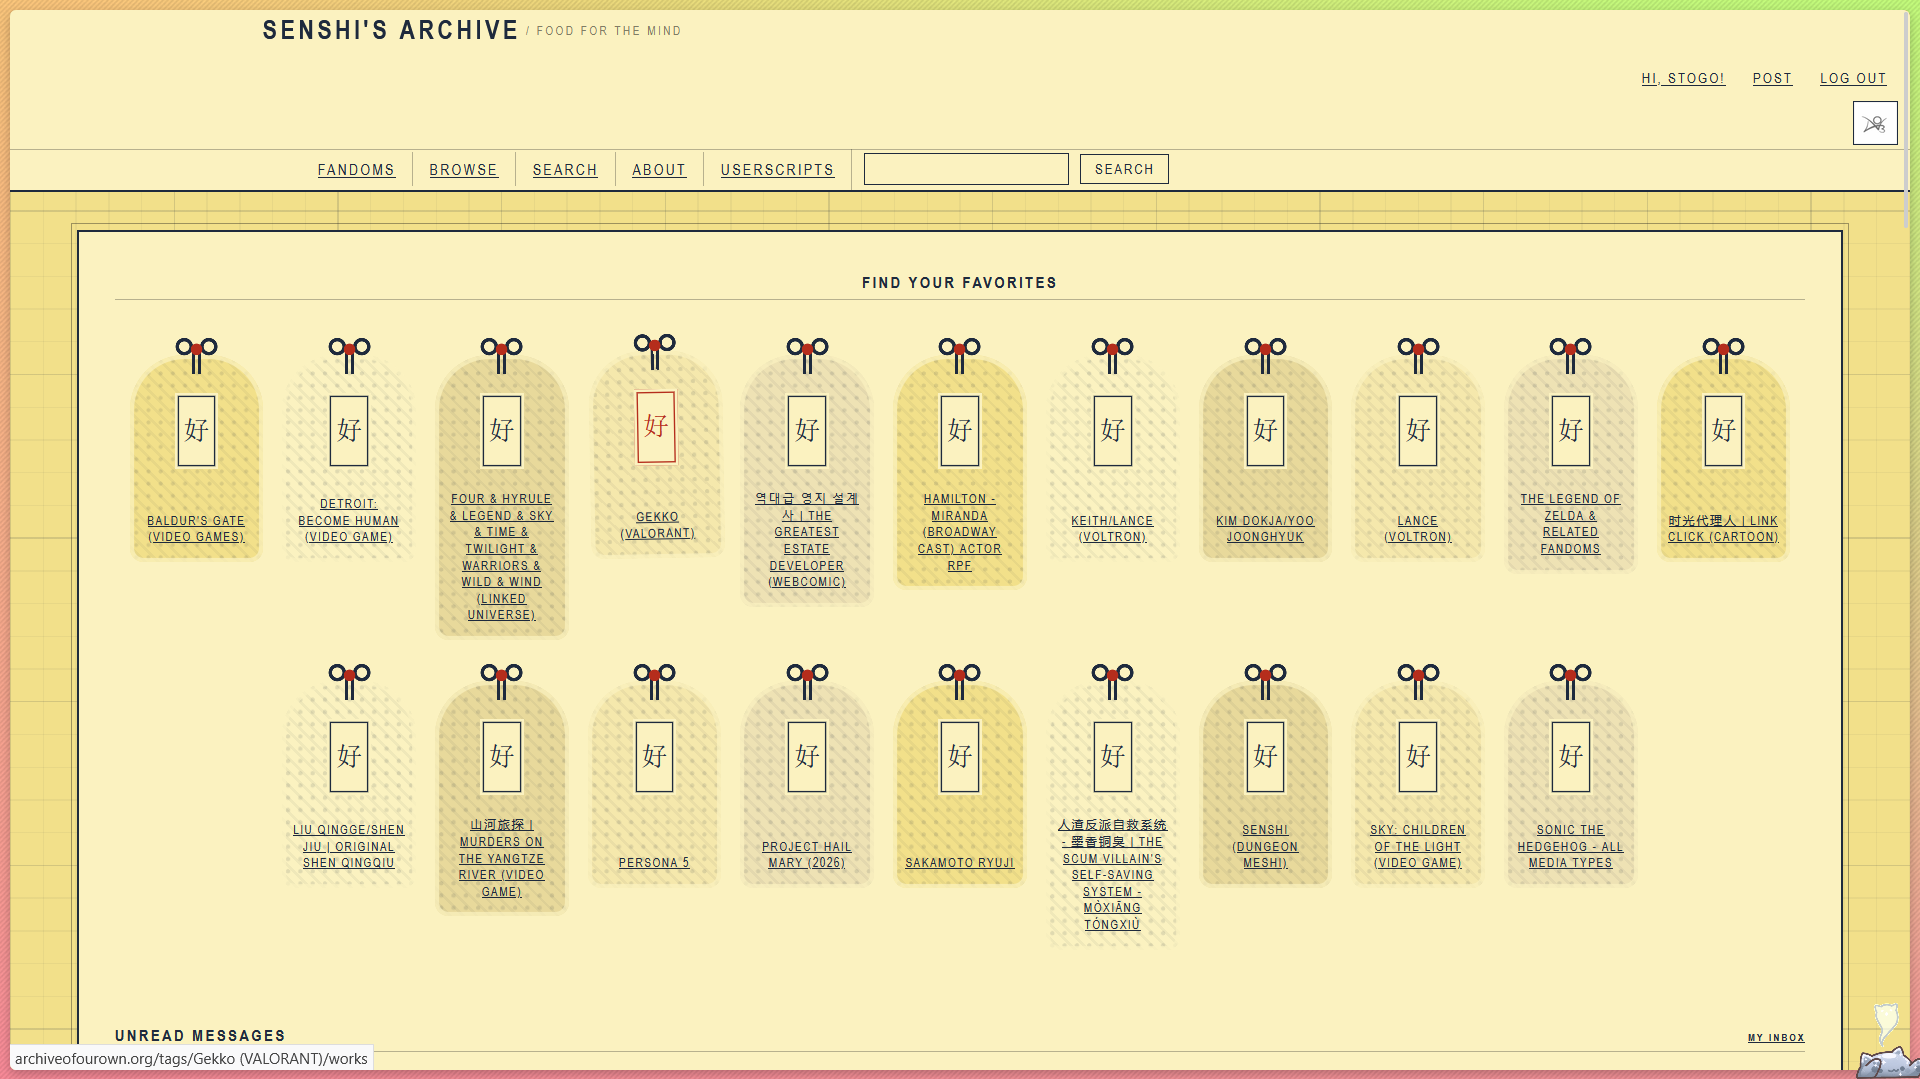 SENSHI'S ARCHIVE / FOOD FOR THE MIND
HI, STOGO! POST LOG OUT
FANDOMS BROWSE SEARCH ABOUT USERSCRIPTS SEARCH
FIND YOUR FAVORITES
好
BALDUR'S GATE
(VIDEO GAMES)
好
DETROIT:
BECOME HUMAN
(VIDEO GAME)
好
FOUR & HYRULE
& LEGEND & SKY
& TIME &
TWILIGHT &
WARRIORS &
WILD & WIND
(LINKED
UNIVERSE)
好
GEKKO
(VALORANT)
好
역대급 영지 설계
사 | THE
GREATEST
ESTATE
DEVELOPER
(WEBCOMIC)
好
HAMILTON -
MIRANDA
(BROADWAY
CAST) ACTOR
RPF
好
KEITH/LANCE
(VOLTRON)
好
KIM DOKJA/YOO
JOONGHYUK
好
LANCE
(VOLTRON)
好
THE LEGEND OF
ZELDA &
RELATED
FANDOMS
好
时光代理人 | LINK
CLICK (CARTOON)
好
LIU QINGGE/SHEN
JIU | ORIGINAL
SHEN QINGQIU
好
山河旅探 |
MURDERS ON
THE YANGTZE
RIVER (VIDEO
GAME)
好
PERSONA 5
好
PROJECT HAIL
MARY (2026)
好
SAKAMOTO RYUJI
好
人渣反派自救系统
- 墨香铜臭 | THE
SCUM VILLAIN'S
SELF-SAVING
SYSTEM -
MÒXIĀNG
TÓNGXIÙ
好
SENSHI
(DUNGEON
MESHI)
好
SKY: CHILDREN
OF THE LIGHT
(VIDEO GAME)
好
SONIC THE
HEDGEHOG - ALL
MEDIA TYPES
UNREAD MESSAGES MY INBOX
archiveofourown.org/tags/Gekko (VALORANT)/works